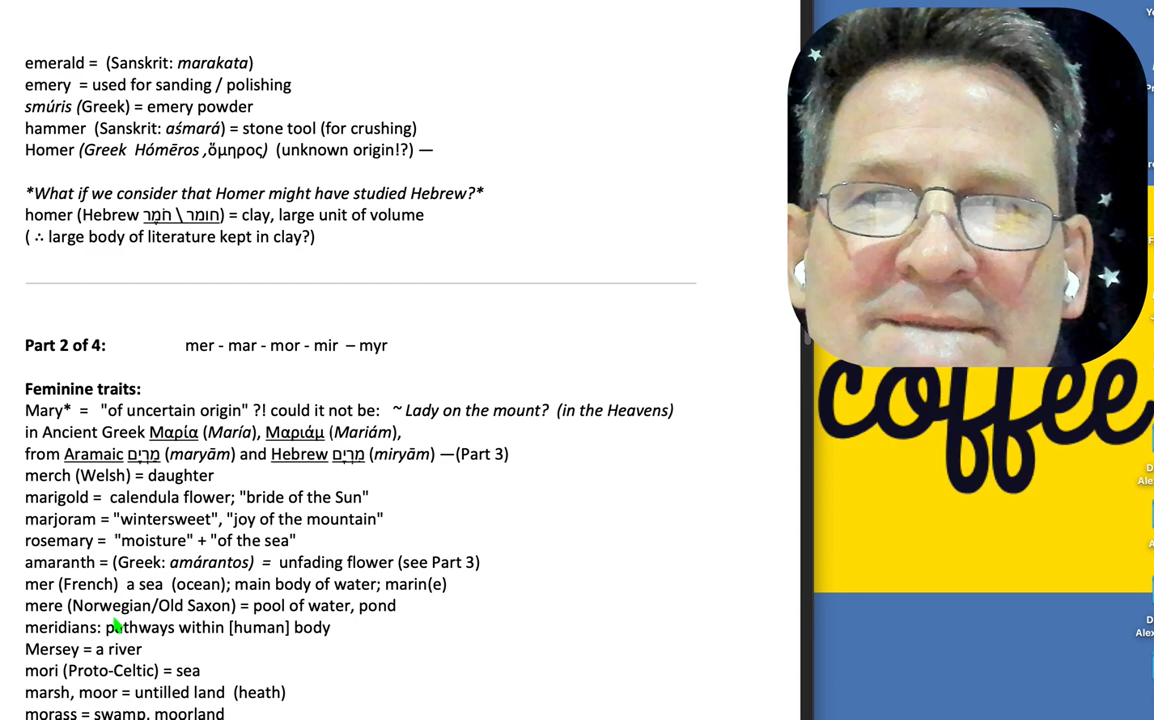 emerald =  (Sanskrit: marakata)
emery  = used for sanding / polishing
smúris (Greek) = emery powder
hammer  (Sanskrit: aśmará) = stone tool (for crushing)
Homer (Greek  Hómēros ,ὅμηρος)  (unknown origin!?) —
*What if we consider that Homer might have studied Hebrew?*
homer (Hebrew חומר \ חֹמֶר) = clay, large unit of volume
( ∴ large body of literature kept in clay?)
Part 2 of 4:    mer - mar - mor - mir  – myr
Feminine traits:
Mary*  =   "of uncertain origin" ?! could it not be:   ~ Lady on the mount?  (in the Heavens)
in Ancient Greek Μαρία (María), Μαριάμ (Mariám),
from Aramaic מַרְיָם (maryām) and Hebrew מִרְיָם (miryām) —(Part 3)
merch (Welsh) = daughter
marigold =  calendula flower; "bride of the Sun"
marjoram = "wintersweet", "joy of the mountain"
rosemary =  "moisture" + "of the sea"
amaranth = (Greek: amárantos)  =  unfading flower (see Part 3)
mer (French)  a sea  (ocean); main body of water; marin(e)
mere (Norwegian/Old Saxon) = pool of water, pond
meridians: pathways within [human] body
Mersey = a river
mori (Proto-Celtic) = sea
marsh, moor = untilled land  (heath)
morass = swamp, moorland
coffee